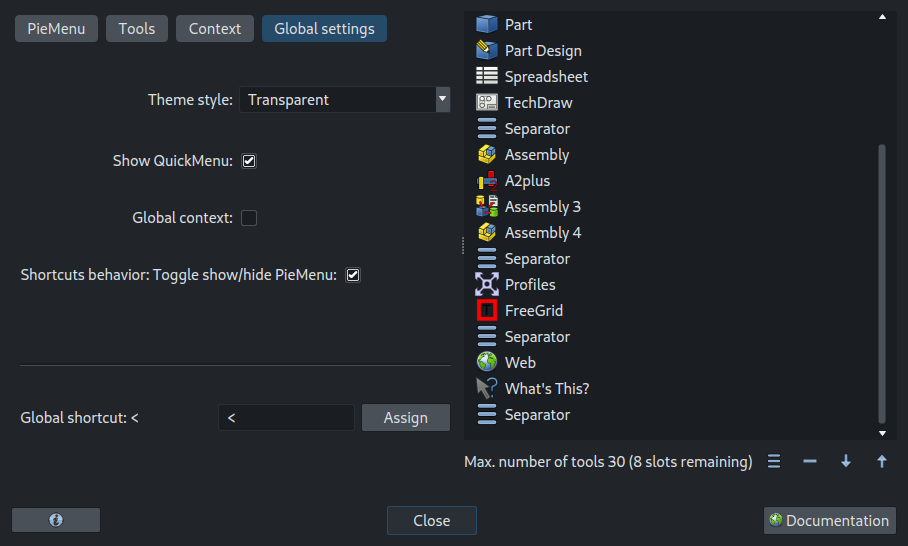 PieMenu
Tools
Context
Global settings
Theme style:
Transparent
Show QuickMenu:
Global context:
Shortcuts behavior: Toggle show/hide PieMenu:
Global shortcut: <
<
Assign
Part
Part Design
Spreadsheet
TechDraw
Separator
Assembly
A2plus
Assembly 3
Assembly 4
Separator
Profiles
FreeGrid
Separator
Web
What's This?
Separator
Max. number of tools 30 (8 slots remaining)
Close
Documentation